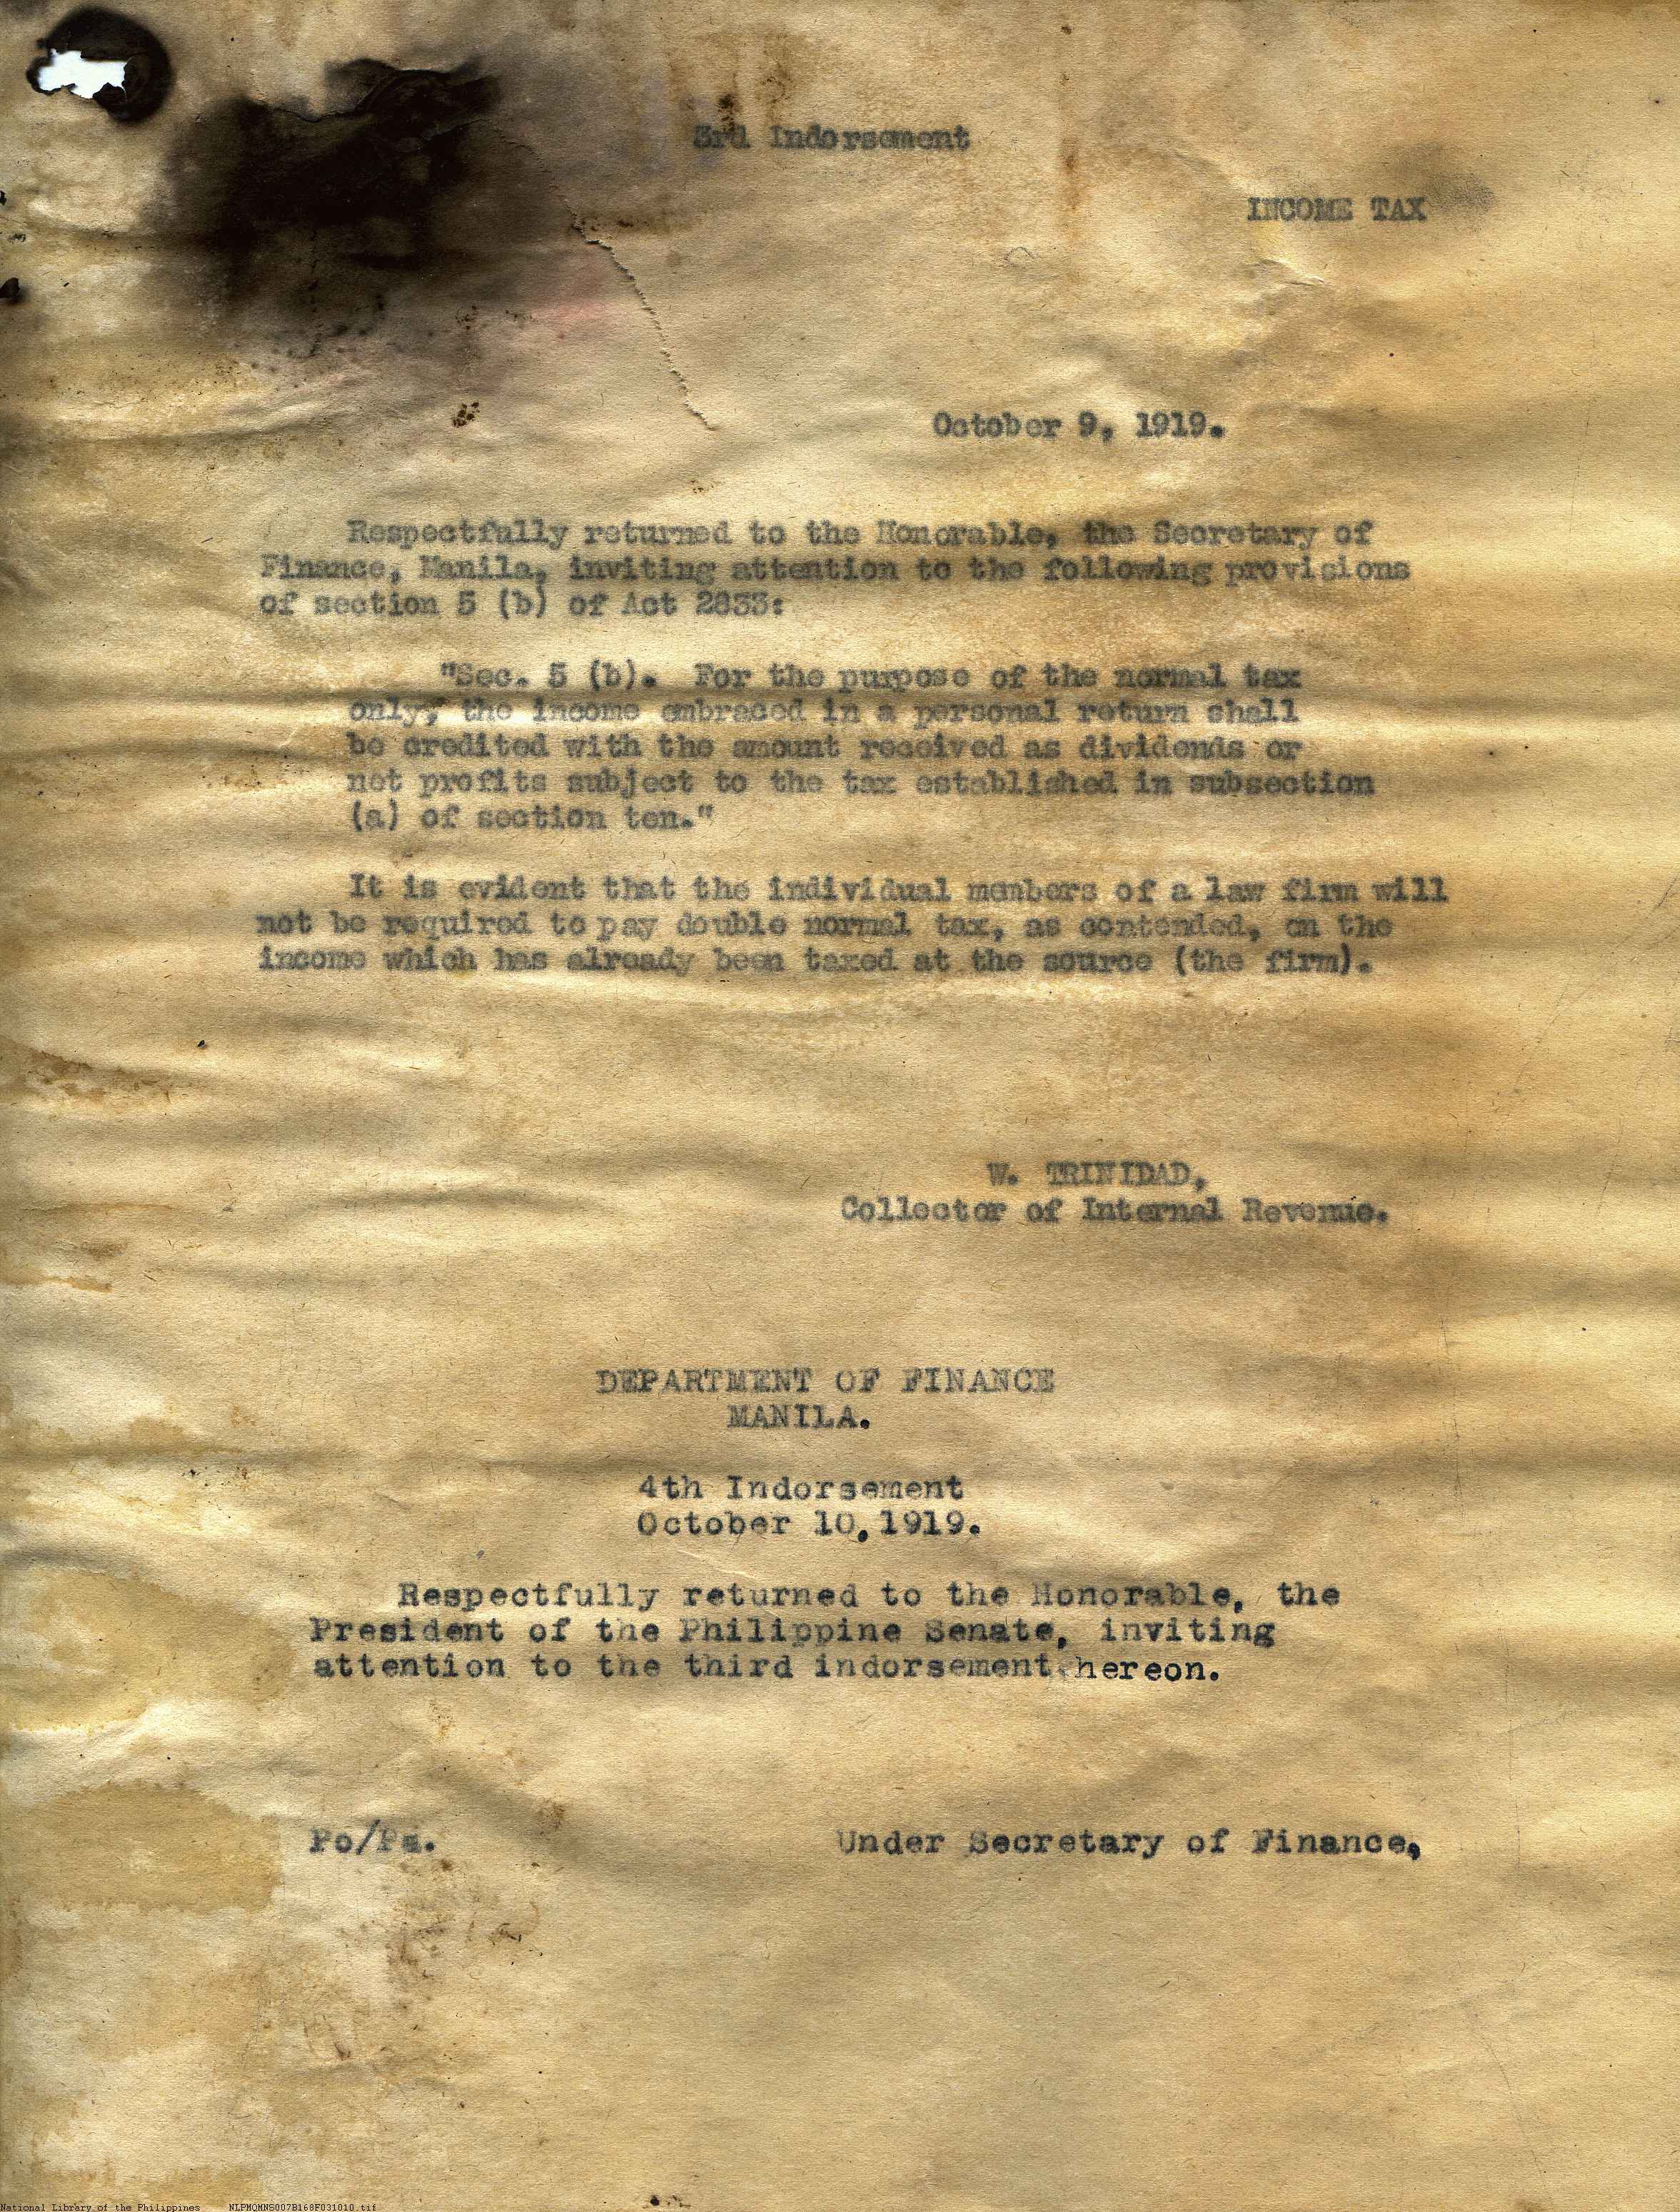 3rd Indorsement
INCOME TAX
October 9, 1919.
Respectfully returned to the Honorable, the Secretary of
Finance, Manila, inviting attention to the following provisions
of section 5 (b) of Act 2833:
"Sec. 5 (b). For the purpose of the normal tax
only, the income embraced in a personal return shall
be credited with the amount received as dividends or
net profits subject to the tax established in subsection
(a) of section ten."
It is evident that the individual members of a law firm will
not be required to pay double normal tax, as contended, on the
income which has already been taxed at the source (the firm).
W. TRINIDAD,
Collector of Internal Revenue.
DEPARTMENT OF FINANCE
MANILA.
4th Indorsement
October 10, 1919.
Respectfully returned to the Honorable, the
President of the Philippine Senate, inviting
attention to the third indorsement hereon.
Under Secretary of Finance,
National Library of the Philippines NLPMQMNS007B168F031010.tif